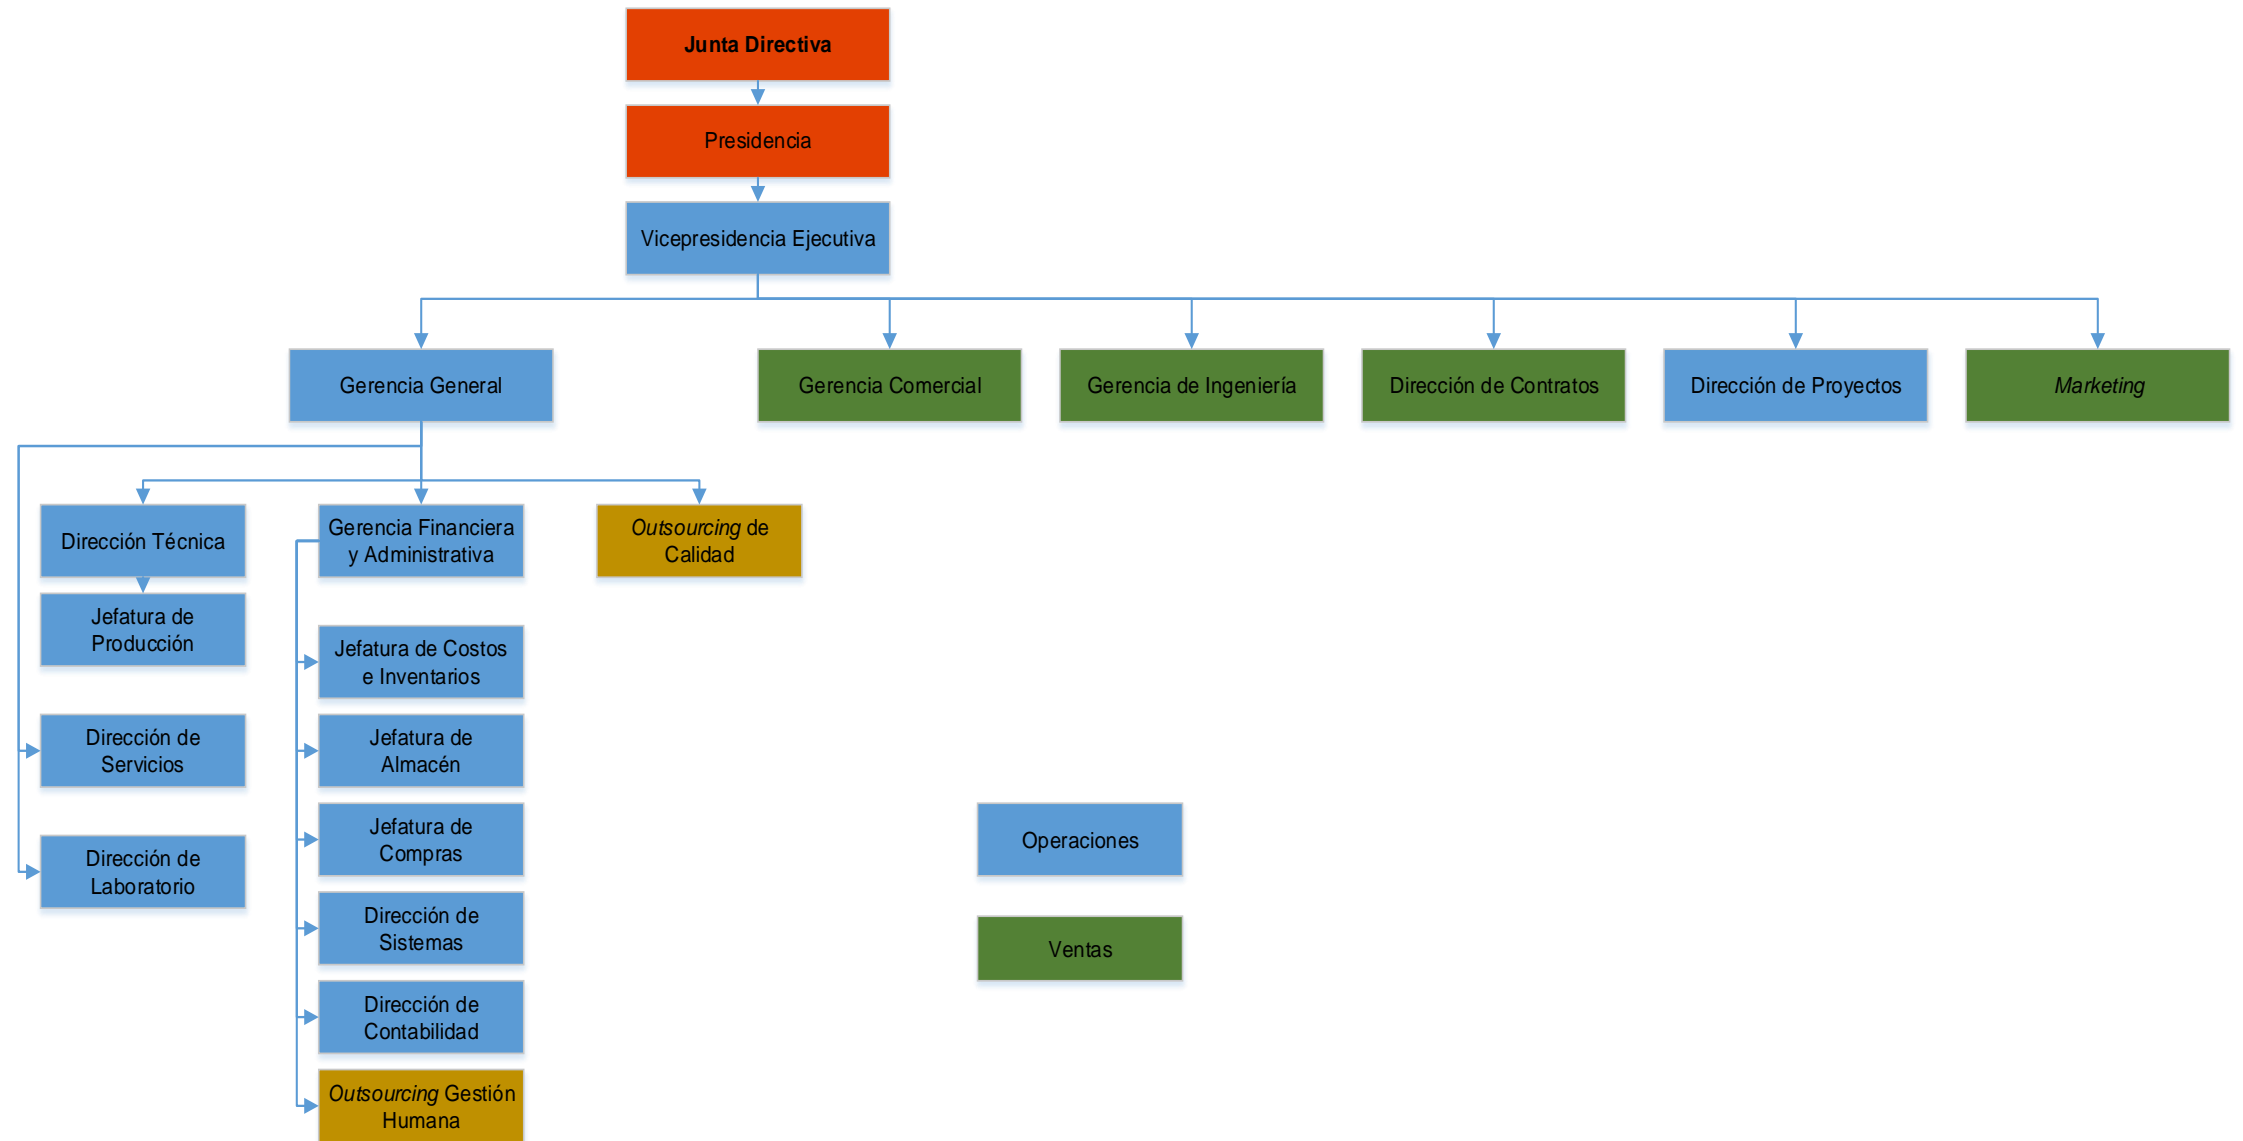 Junta Directiva
Presidencia
Vicepresidencia Ejecutiva
Gerencia General
Gerencia Comercial
Gerencia de Ingeniería
Dirección de Contratos
Dirección de Proyectos
Marketing
Dirección Técnica
Gerencia Financiera
y Administrativa
Outsourcing de
Calidad
Jefatura de
Producción
Jefatura de Costos
e Inventarios
Dirección de
Servicios
Jefatura de
Almacén
Jefatura de
Compras
Operaciones
Dirección de
Laboratorio
Dirección de
Sistemas
Ventas
Dirección de
Contabilidad
Outsourcing Gestión
Humana